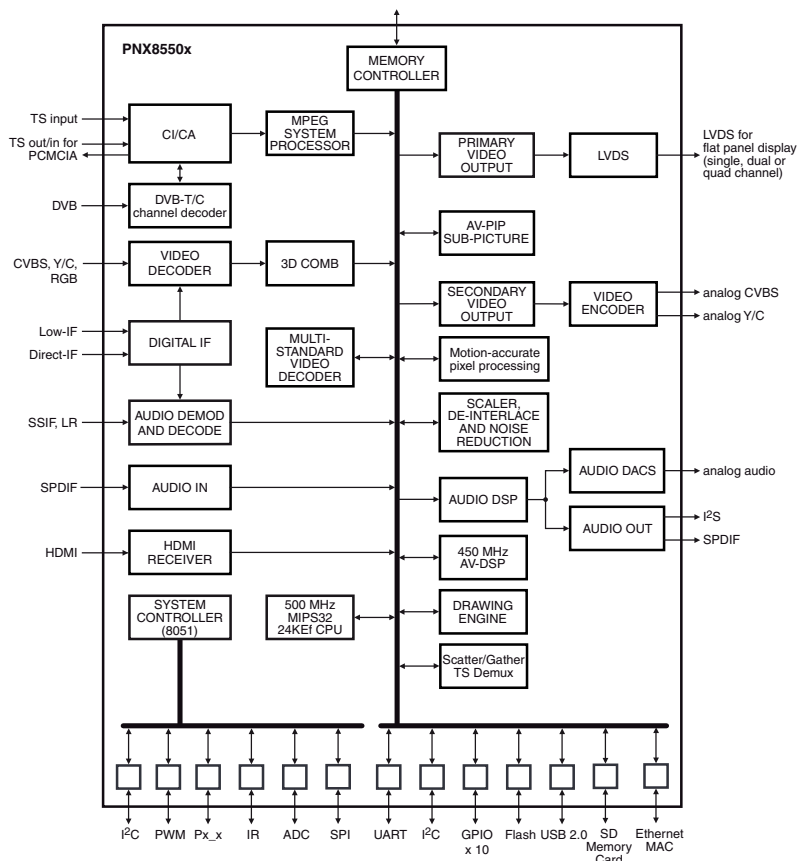 PNX8550x
MEMORY
CONTROLLER
TS input
TS out/in for
PCMCIA
CI/CA
MPEG
SYSTEM
PROCESSOR
PRIMARY
VIDEO
OUTPUT
LVDS
LVDS for
flat panel display
(single, dual or
quad channel)
DVB
DVB-T/C
channel decoder
AV-PIP
SUB-PICTURE
CVBS, Y/C,
RGB
VIDEO
DECODER
3D COMB
SECONDARY
VIDEO
OUTPUT
VIDEO
ENCODER
analog CVBS
analog Y/C
Low-IF
Direct-IF
DIGITAL IF
MULTI-
STANDARD
VIDEO
DECODER
Motion-accurate
pixel processing
SSIF, LR
AUDIO DEMOD
AND DECODE
SCALER,
DE-INTERLACE
AND NOISE
REDUCTION
SPDIF
AUDIO IN
AUDIO DSP
AUDIO DACS
analog audio
AUDIO OUT
I²S
SPDIF
HDMI
HDMI
RECEIVER
450 MHz
AV-DSP
SYSTEM
CONTROLLER
(8051)
500 MHz
MIPS32
24KEf CPU
DRAWING
ENGINE
Scatter/Gather
TS Demux
I²C
PWM
Px_x
IR
ADC
SPI
UART
I²C
GPIO
x 10
Flash
USB 2.0
SD
Memory
Card
Ethernet
MAC